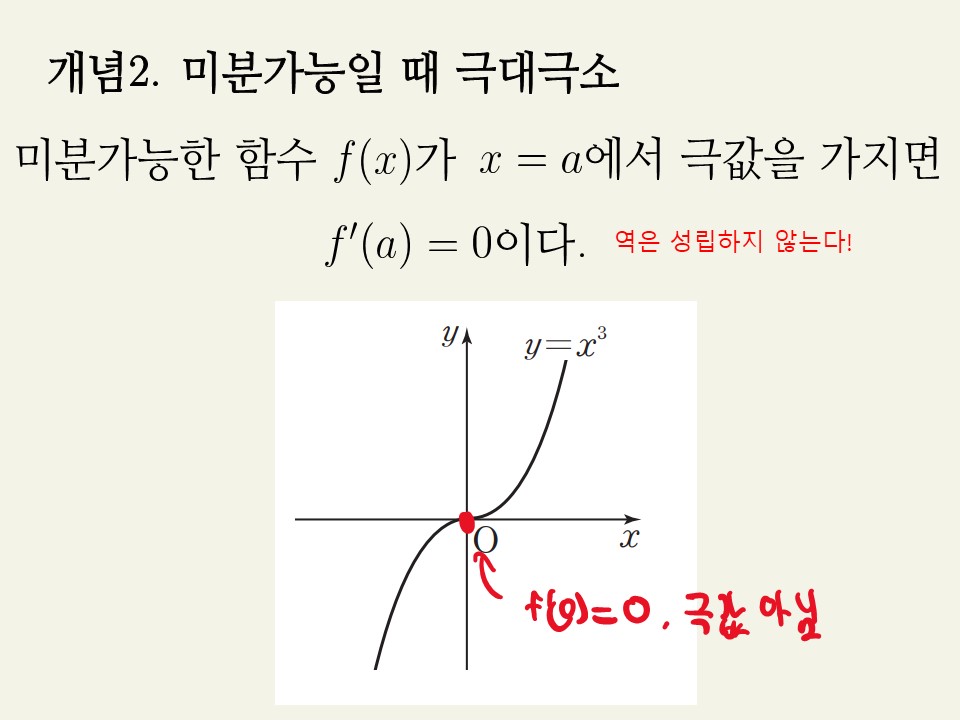 개념2. 미분가능일 때 극대극소
미분가능한 함수 f(x)가 x = a에서 극값을 가지면
f′(a) = 0이다. 역은 성립하지 않는다!
y
y=x³
O
x
f(0)=0, 극값 아님